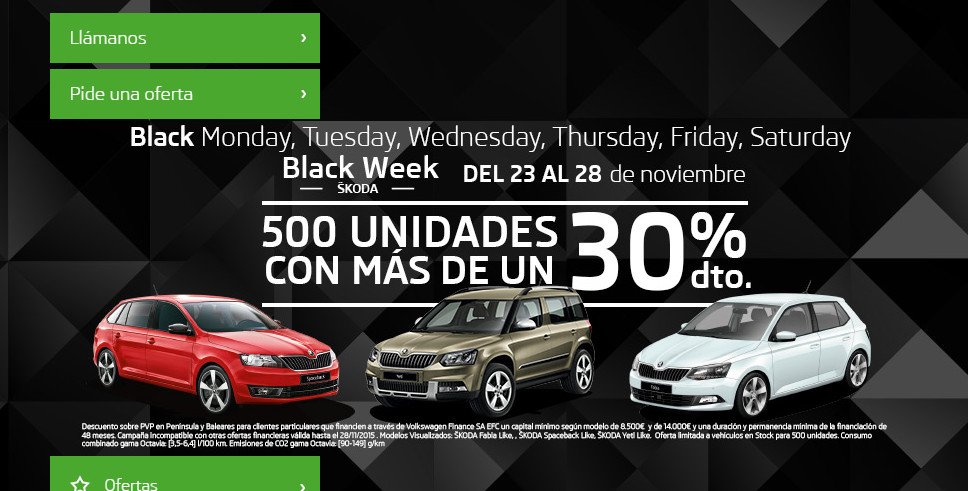 Llámanos
Pide una oferta
Black Monday, Tuesday, Wednesday, Thursday, Friday, Saturday
Black Week DEL 23 AL 28 de noviembre
ŠKODA
500 UNIDADES
CON MÁS DE UN 30% dto.
Spaceback
Yeti
Fabia
Descuento sobre PVP en Península y Baleares para clientes particulares que financien a través de Volkswagen Finance SA EFC un capital mínimo según modelo de 8.500€ y de 14.000€ y una duración y permanencia mínima de la financiación de
48 meses. Campaña incompatible con otras ofertas financieras válida hasta el 28/11/2015 . Modelos Visualizados: ŠKODA Fabia Like, , ŠKODA Spaceback Like, ŠKODA Yeti Like. Oferta limitada a vehículos en Stock para 500 unidades. Consumo
combinado gama Octavia: [3,5-6,4] l/100 km. Emisiones de CO2 gama Octavia: [90-149] g/km
Ofertas